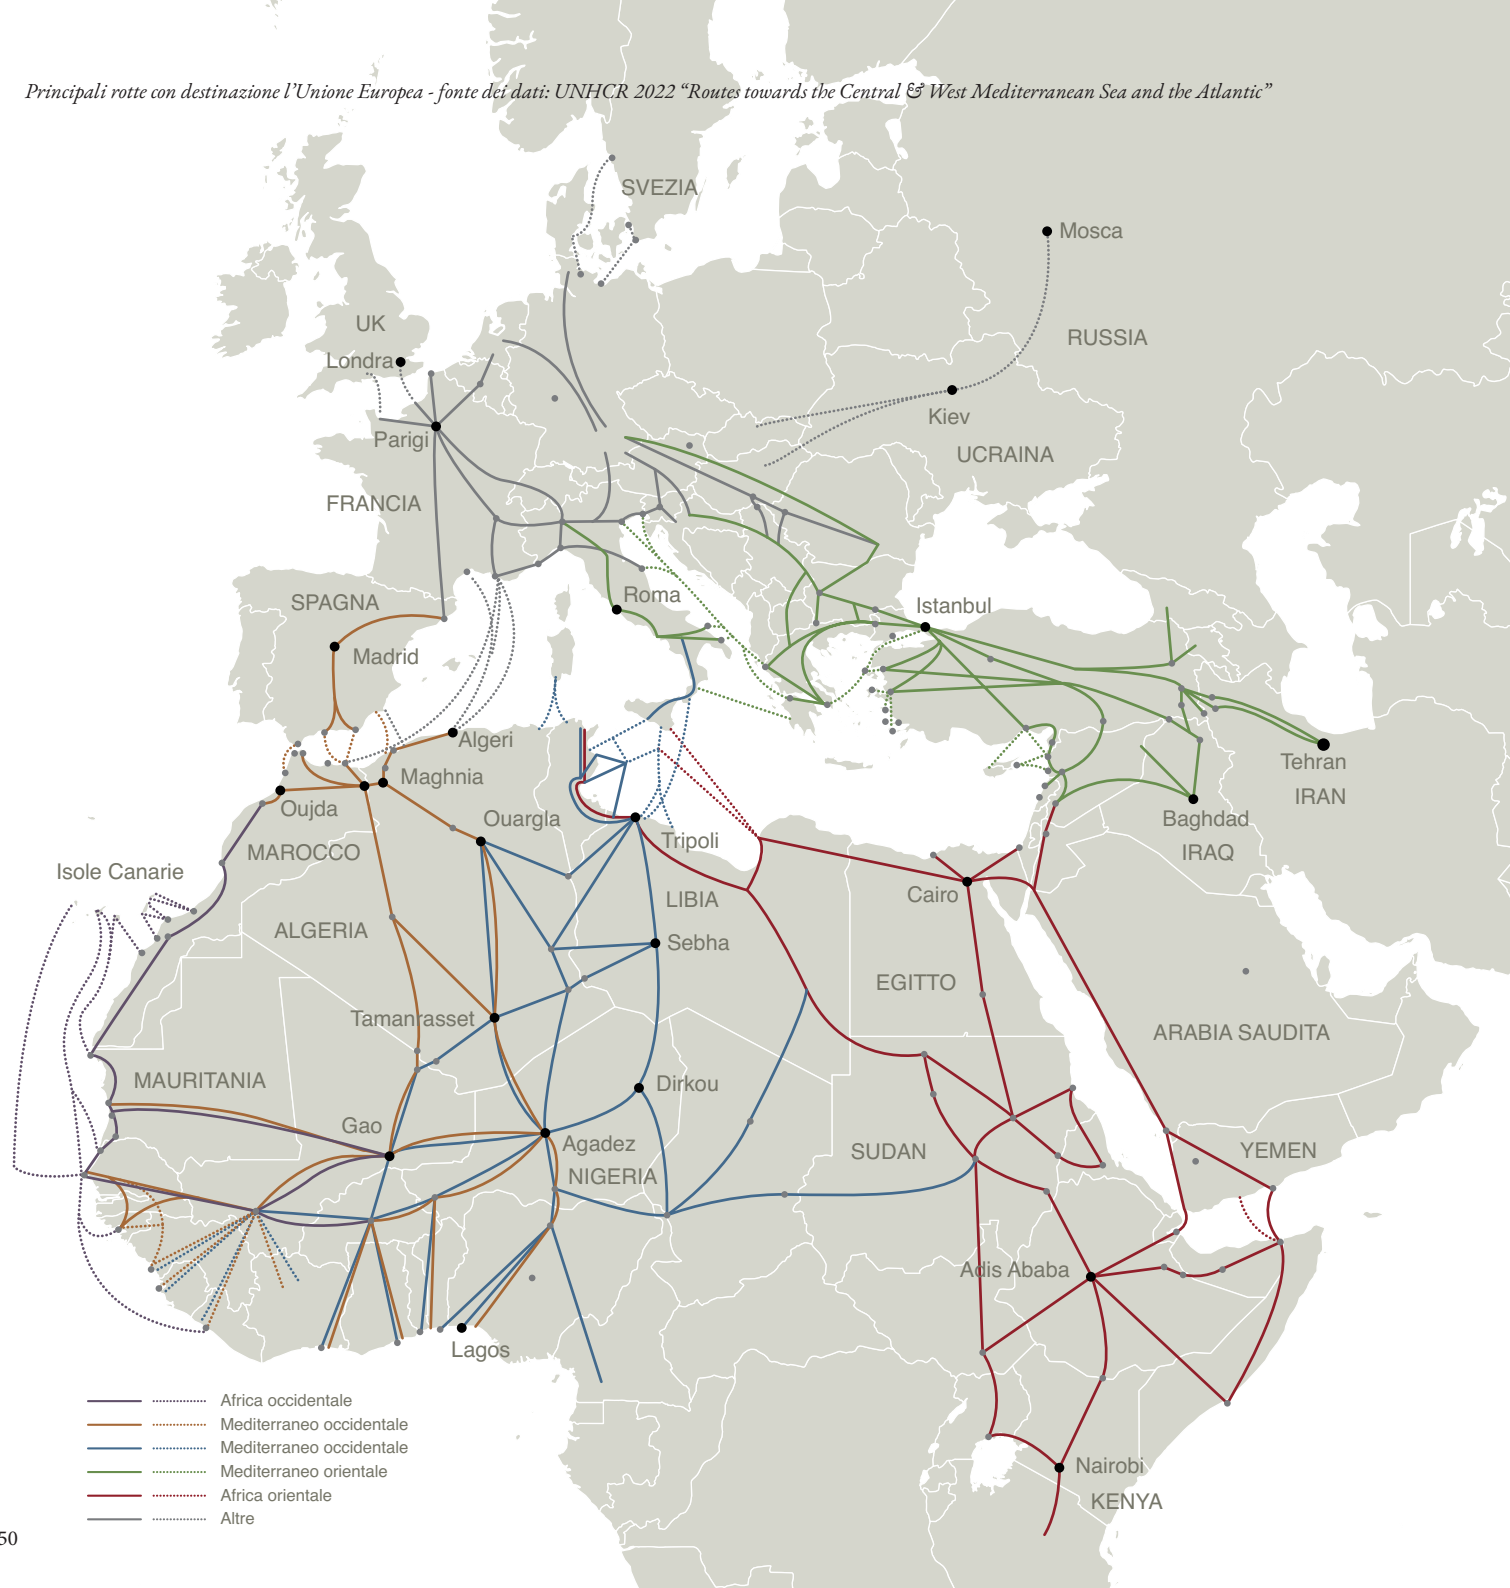 Principali rotte con destinazione l’Unione Europea - fonte dei dati: UNHCR 2022 “Routes towards the Central & West Mediterranean Sea and the Atlantic”
SVEZIA
Mosca
UK
RUSSIA
Londra
Kiev
Parigi
UCRAINA
FRANCIA
SPAGNA
Roma
Istanbul
Madrid
Algeri
Tehran
Maghnia
IRAN
Oujda
Ouargla
Baghdad
Tripoli
MAROCCO
IRAQ
Isole Canarie
Cairo
LIBIA
ALGERIA
Sebha
EGITTO
Tamanrasset
ARABIA SAUDITA
MAURITANIA
Dirkou
Gao
Agadez
SUDAN
YEMEN
NIGERIA
Adis Ababa
Lagos
Africa occidentale
Mediterraneo occidentale
Mediterraneo occidentale
Mediterraneo orientale
Africa orientale
Altre
Nairobi
KENYA
50